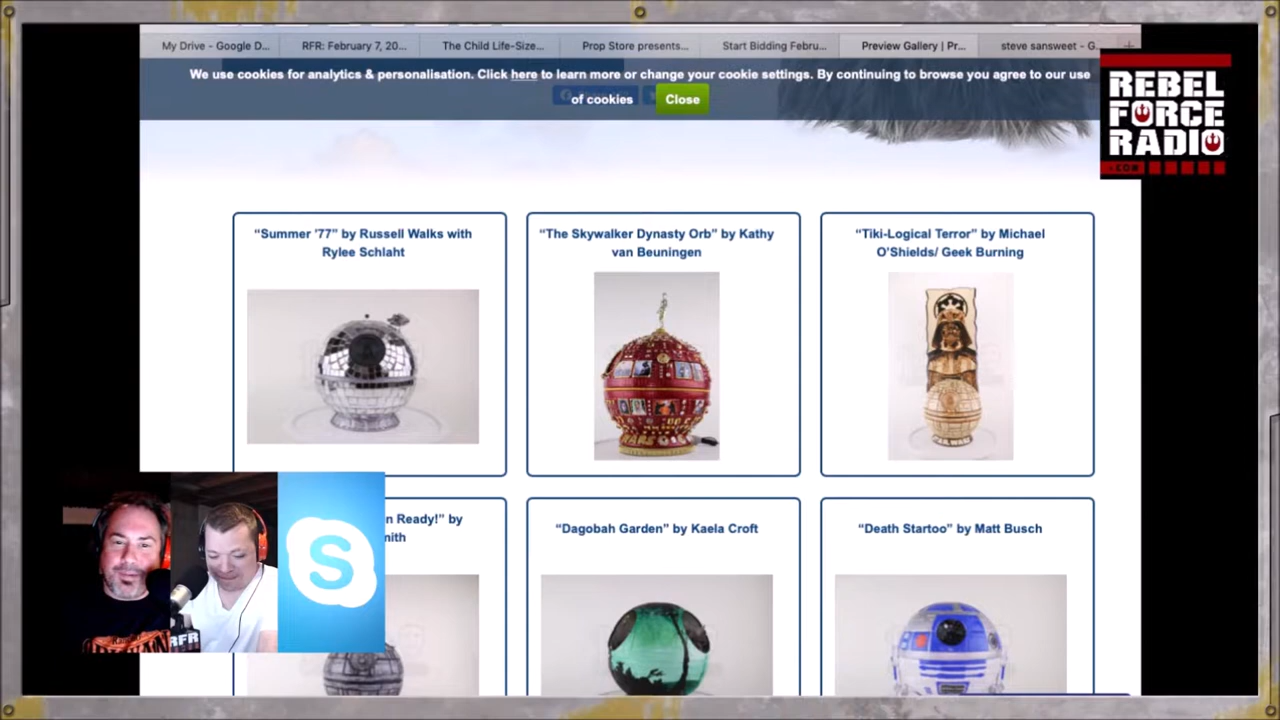 My Drive - Google D...
RFR: February 7, 20...
The Child Life-Size...
Prop Store presents...
Start Bidding Febru...
Preview Gallery | Pr...
steve sansweet - G...
We use cookies for analytics & personalisation. Click here to learn more or change your cookie settings. By continuing to browse you agree to our use
of cookies
Close
REBEL
FORCE
RADIO
.COM
“Summer '77” by Russell Walks with
Rylee Schlaht
“The Skywalker Dynasty Orb” by Kathy
van Beuningen
“Tiki-Logical Terror” by Michael
O'Shields/ Geek Burning
n Ready!” by
mith
“Dagobah Garden” by Kaela Croft
“Death Startoo” by Matt Busch
S
RFR